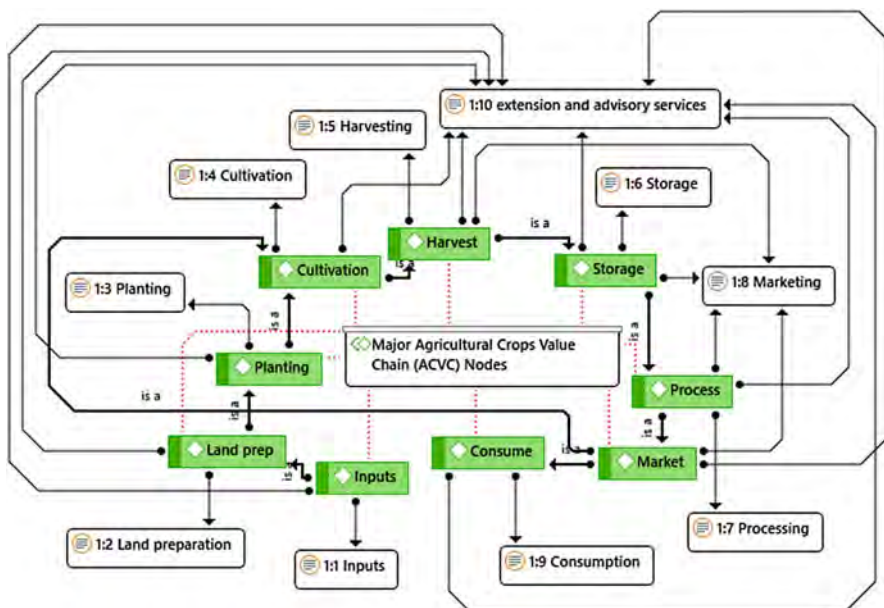 1:10 extension and advisory services
1:5 Harvesting
1:4 Cultivation
1:6 Storage
is a
Harvest
is a
Cultivation
Storage
1:3 Planting
1:8 Marketing
is a
is a
Major Agricultural Crops Value
Chain (ACVC) Nodes
Planting
Process
is a
is a
is a
Land prep
Consume
is a
Market
is a
Inputs
1:2 Land preparation
1:1 Inputs
1:9 Consumption
1:7 Processing